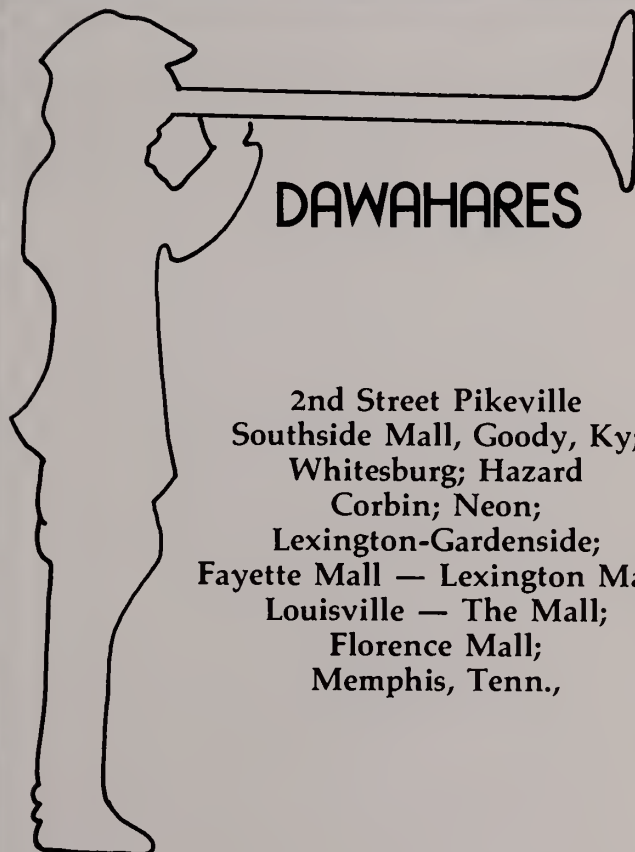 DAWAHARES
2nd Street Pikeville
Southside Mall, Goody, Ky;
Whitesburg; Hazard
Corbin; Neon;
Lexington-Gardenside;
Fayette Mall — Lexington
Louisville — The Mall;
Florence Mall;
Memphis, Tenn.,